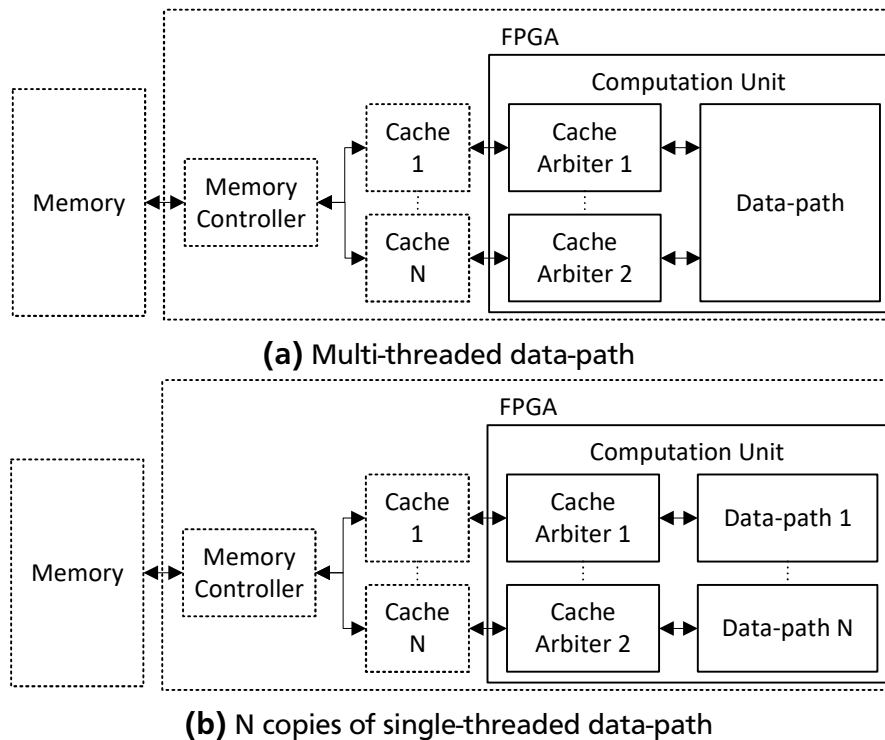 FPGA
Computation Unit
Memory
Memory
Controller
Cache
1
Cache
N
Cache
Arbiter 1
Cache
Arbiter 2
Data-path
(a) Multi-threaded data-path
FPGA
Computation Unit
Memory
Memory
Controller
Cache
1
Cache
N
Cache
Arbiter 1
Cache
Arbiter 2
Data-path 1
Data-path N
(b) N copies of single-threaded data-path